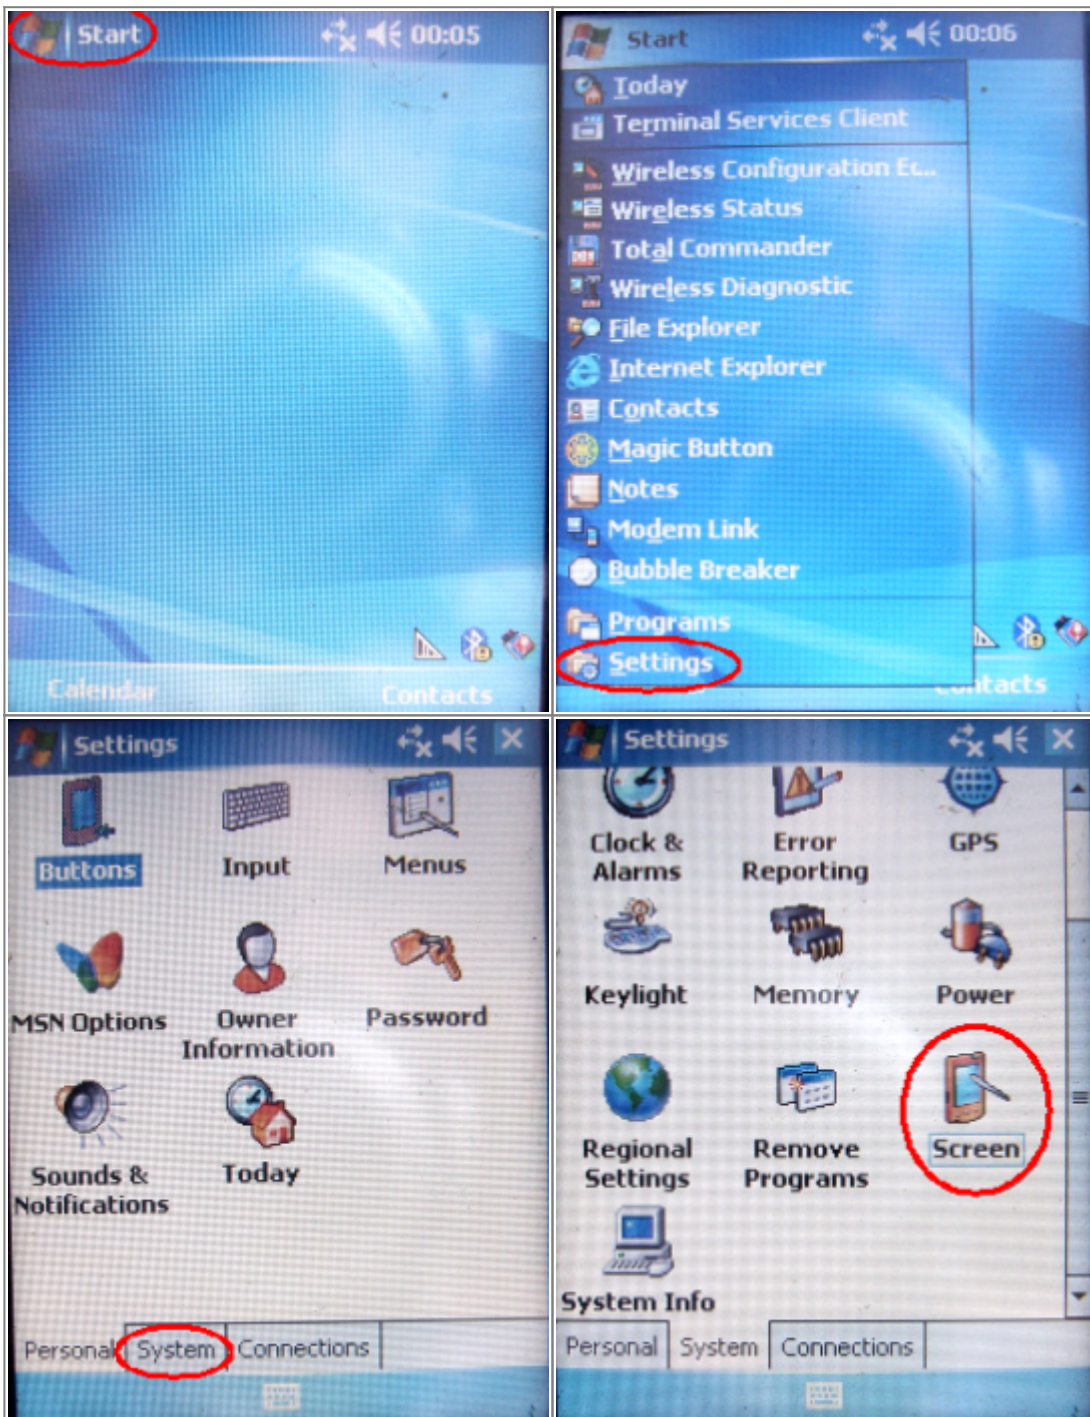 Start 00:05
Calendar Contacts
Start 00:06
Today
Terminal Services Client
Wireless Configuration Ec...
Wireless Status
Total Commander
Wireless Diagnostic
File Explorer
Internet Explorer
Contacts
Magic Button
Notes
Modem Link
Bubble Breaker
Programs
Settings
ntacts
Settings
Buttons Input Menus
MSN Options Owner Password
Information
Sounds & Today
Notifications
Personal System Connections
Settings
Clock & Error GPS
Alarms Reporting
Keylight Memory Power
Regional Remove Screen
Settings Programs
System Info
Personal System Connections